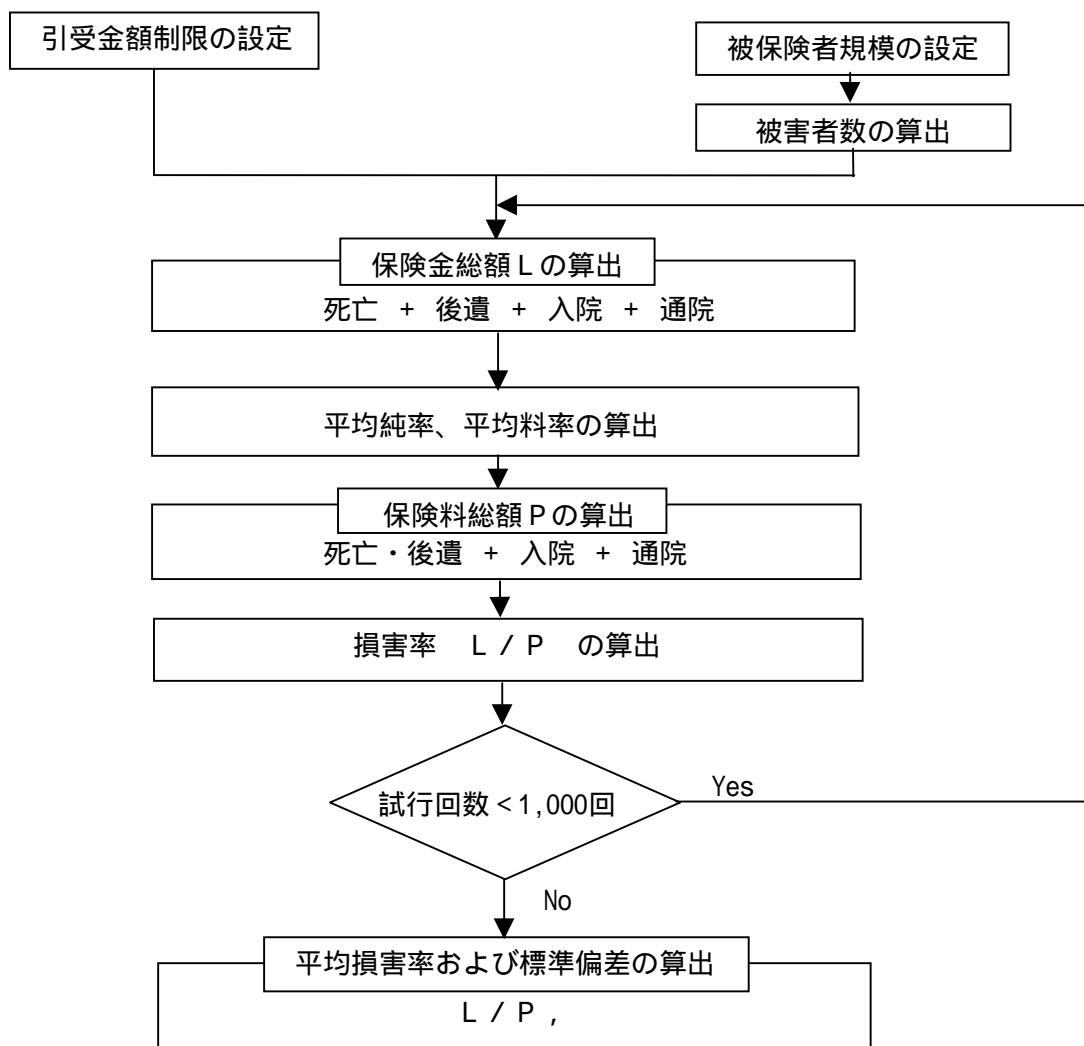 引受金額制限の設定
被保険者規模の設定
被害者数の算出
保険金総額Lの算出
死亡 + 後遺 + 入院 + 通院
平均純率、平均料率の算出
保険料総額Pの算出
死亡・後遺 + 入院 + 通院
損害率 L / P の算出
試行回数<1,000回
Yes
No
平均損害率および標準偏差の算出
L / P ,